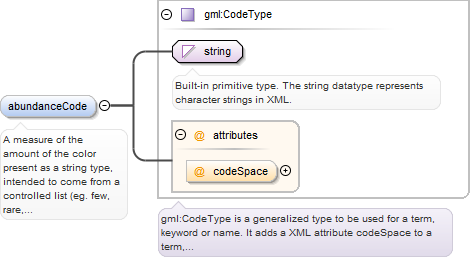 gml:CodeType
string
Built-in primitive type. The string datatype represents
character strings in XML.
abundanceCode
A measure of the
amount of the color
present as a string type,
intended to come from a
controlled list (eg. few,
rare,...
@ attributes
@ codeSpace
gml:CodeType is a generalized type to be used for a term,
keyword or name. It adds a XML attribute codeSpace to a
term,...